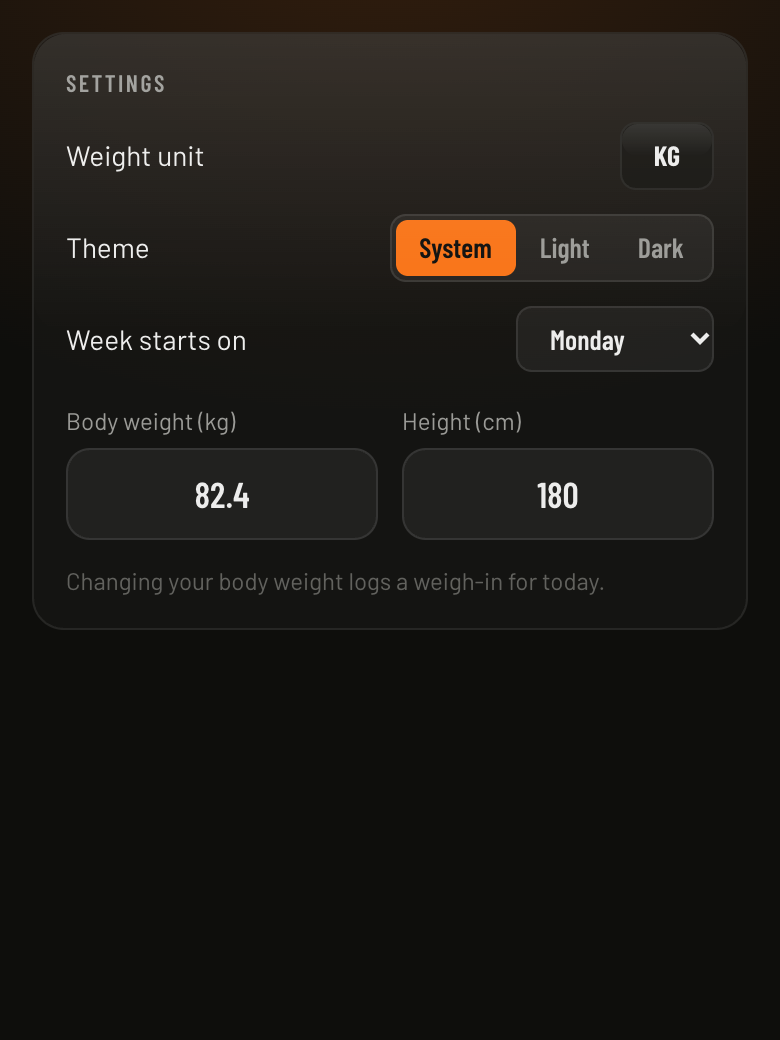 SETTINGS
Weight unit
KG
Theme
System Light Dark
Week starts on
Monday
Body weight (kg)
Height (cm)
82.4
180
Changing your body weight logs a weigh-in for today.